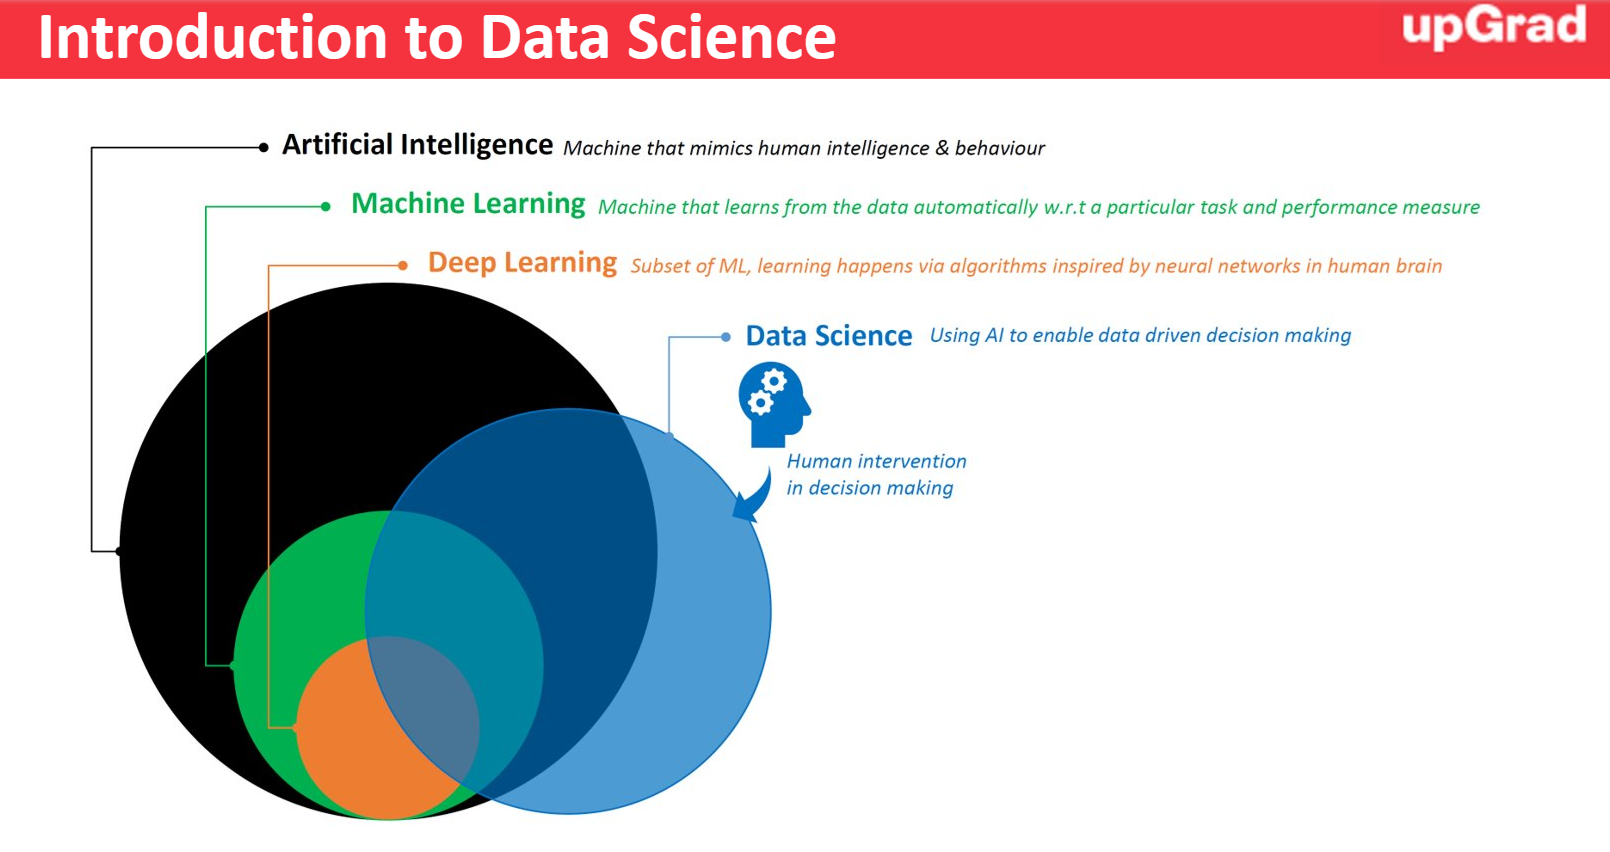 Introduction to Data Science
upGrad
Artificial Intelligence Machine that mimics human intelligence & behaviour
Machine Learning Machine that learns from the data automatically w.r.t a particular task and performance measure
Deep Learning Subset of ML, learning happens via algorithms inspired by neural networks in human brain
Data Science Using AI to enable data driven decision making
Human intervention
in decision making